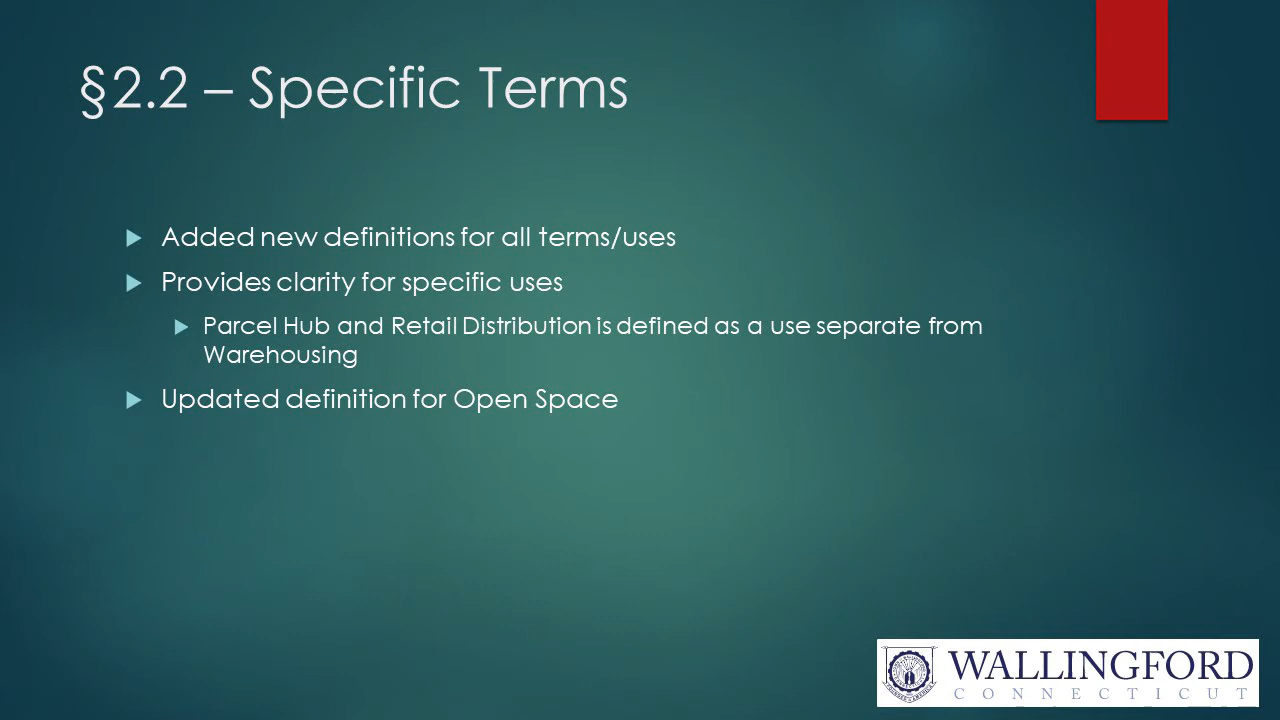 §2.2 – Specific Terms
Added new definitions for all terms/uses
Provides clarity for specific uses
Parcel Hub and Retail Distribution is defined as a use separate from
Warehousing
Updated definition for Open Space
WALLINGFORD
CONNECTICUT